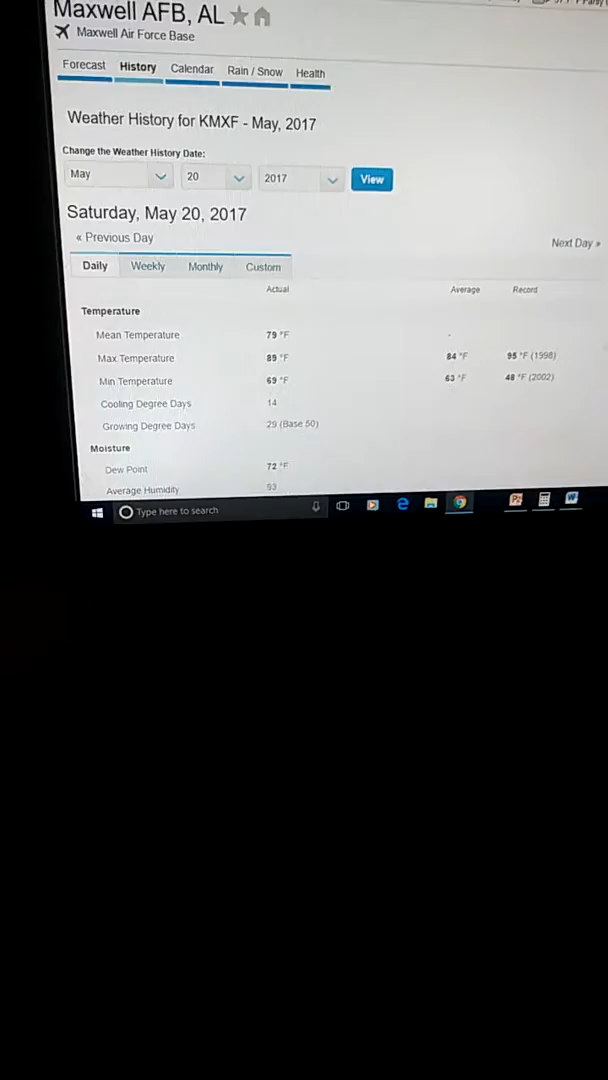 Maxwell AFB, AL
Maxwell Air Force Base
Forecast History Calendar Rain / Snow Health
Weather History for KMXF - May, 2017
Change the Weather History Date:
May 20 2017 View
Saturday, May 20, 2017
« Previous Day Next Day »
Daily Weekly Monthly Custom
Actual Average Record
Temperature
Mean Temperature 79 °F -
Max Temperature 89 °F 84 °F 95 °F (1998)
Min Temperature 69 °F 63 °F 48 °F (2002)
Cooling Degree Days 14
Growing Degree Days 29 (Base 50)
Moisture
Dew Point 72 °F
Average Humidity 93
Type here to search